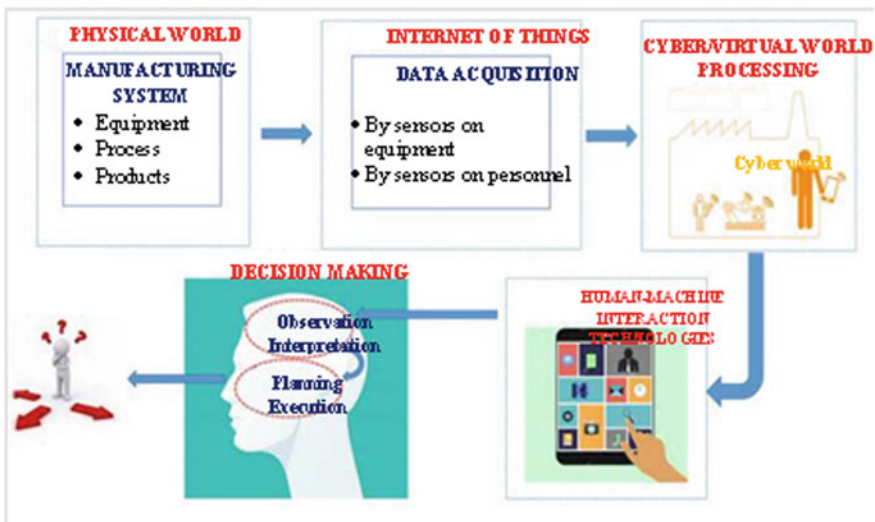 PHYSICAL WORLD
MANUFACTURING
SYSTEM
• Equipment
• Process
• Products
INTERNET OF THINGS
DATA ACQUISITION
• By sensors on
equipment
• By sensors on personnel
CYBER/VIRTUAL WORLD
PROCESSING
Cyber world
DECISION MAKING
Observation
Interpretation
Planning
Execution
HUMAN-MACHINE
INTERACTION
TECHNOLOGIES
? ? ?